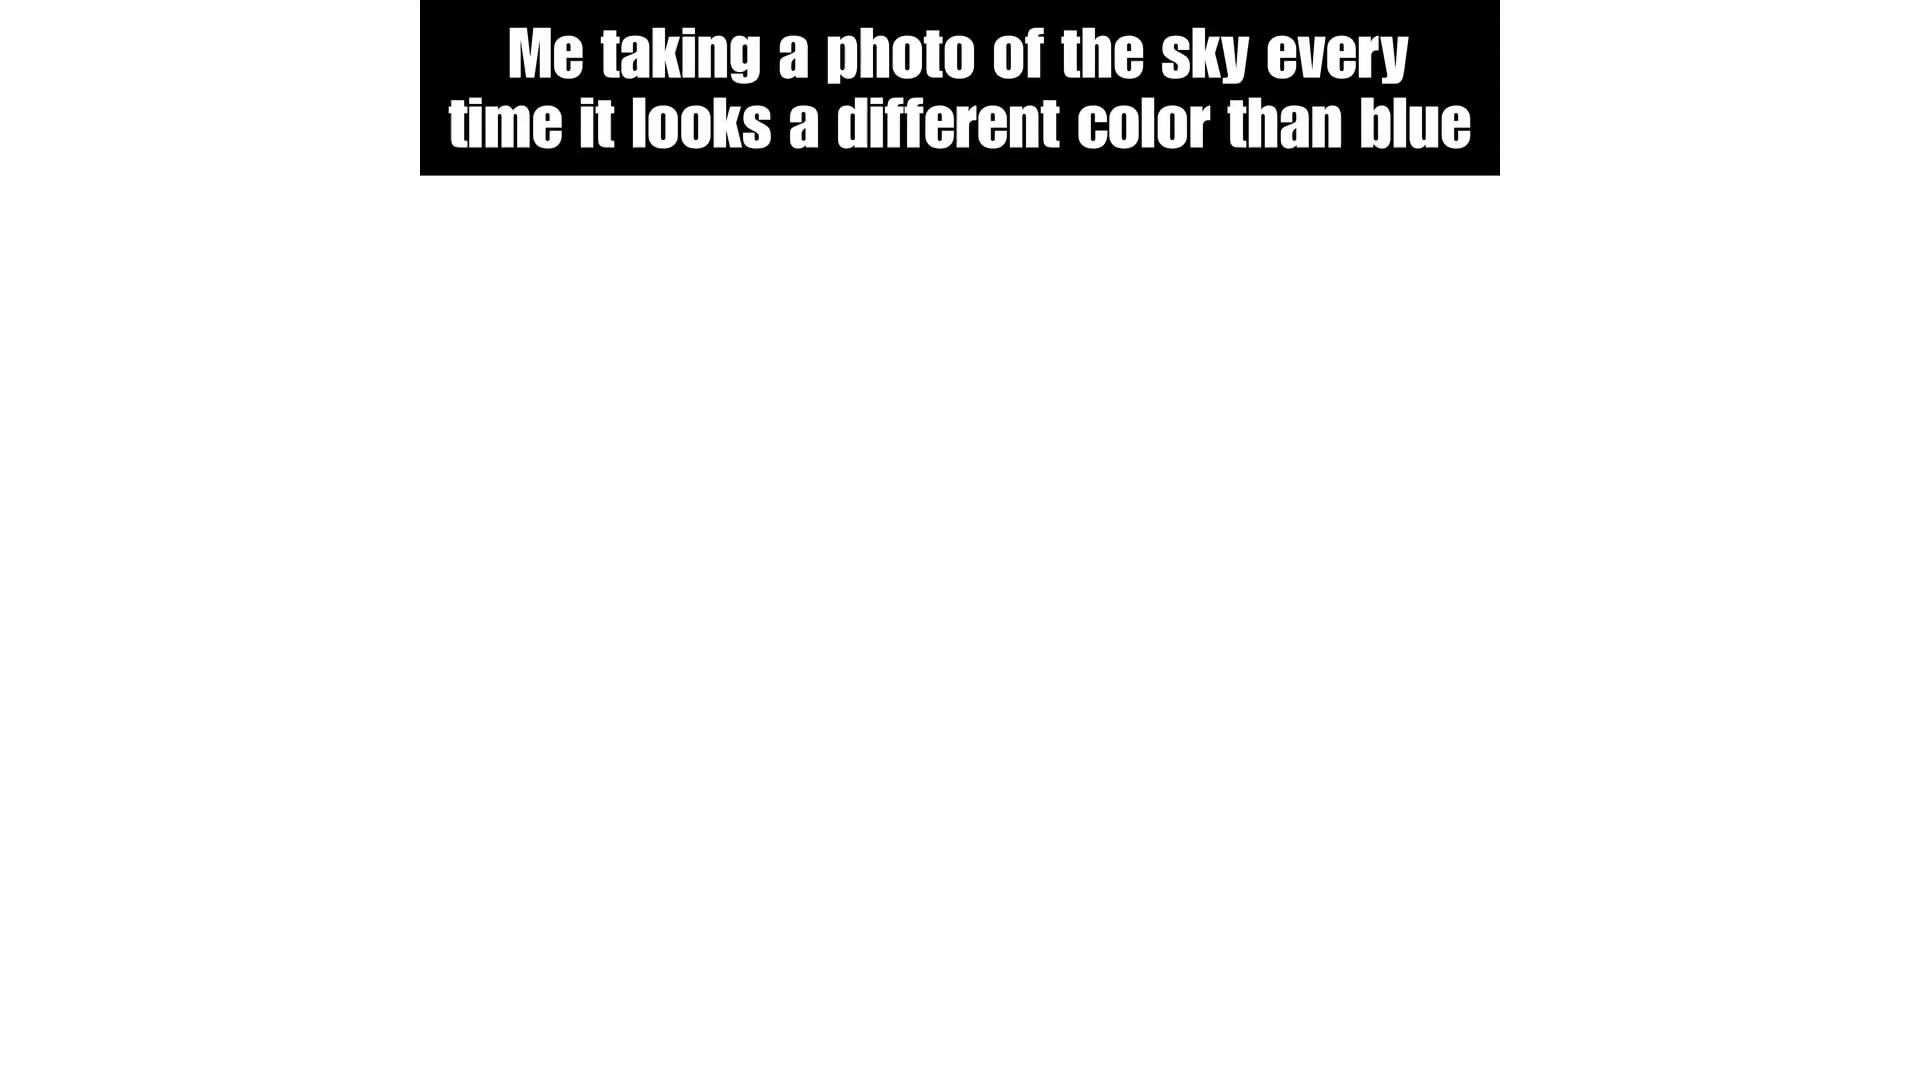 Me taking a photo of the sky every
time it looks a different color than blue